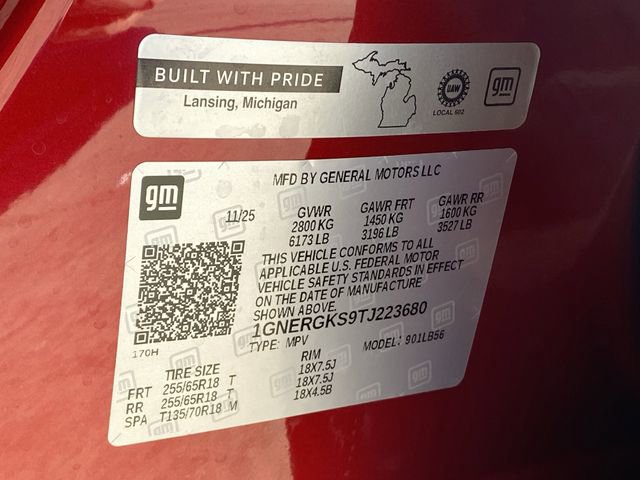 BUILT WITH PRIDE
Lansing, Michigan
UAW
LOCAL 602
gm
gm
MFD BY GENERAL MOTORS LLC
11/25
GVWR GAWR FRT GAWR RR
2800 KG 1450 KG 1600 KG
6173 LB 3196 LB 3527 LB
THIS VEHICLE CONFORMS TO ALL
APPLICABLE U.S. FEDERAL MOTOR
VEHICLE SAFETY STANDARDS IN EFFECT
ON THE DATE OF MANUFACTURE
SHOWN ABOVE.
1GNERGKS9TJ223680
TYPE: MPV MODEL: 901LB56
170H
TIRE SIZE RIM
FRT 255/65R18 T 18X7.5J
RR 255/65R18 T 18X7.5J
SPA T135/70R18 M 18X4.5B